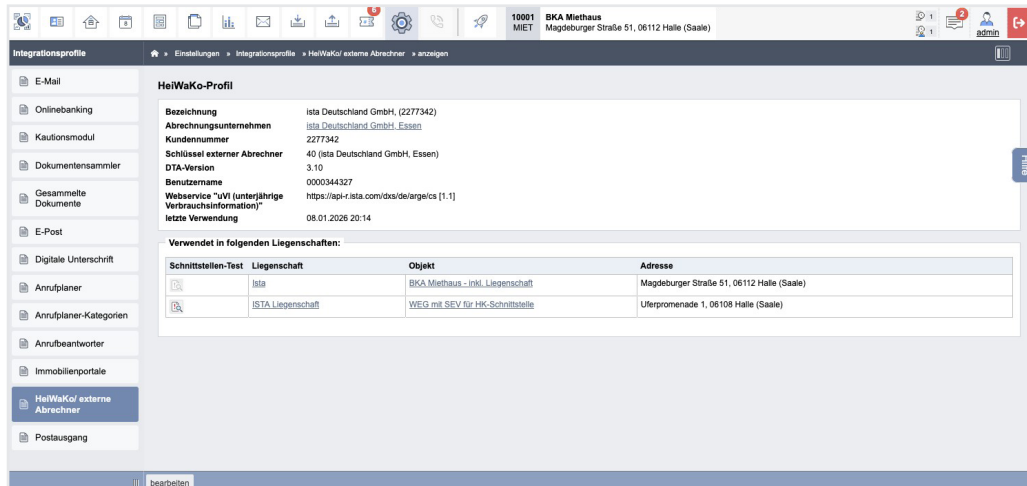 8
6
10001
MIET
BKA Miethaus
Magdeburger Straße 51, 06112 Halle (Saale)
1
1
2
admin
Integrationsprofile
» Einstellungen » Integrationsprofile » HeiWaKo/ externe Abrechner » anzeigen
E-Mail
Onlinebanking
Kautionsmodul
Dokumentensammler
Gesammelte
Dokumente
E-Post
Digitale Unterschrift
Anrufplaner
Anrufplaner-Kategorien
Anrufbeantworter
Immobilienportale
HeiWaKo/ externe
Abrechner
Postausgang
HeiWaKo-Profil
Bezeichnung ista Deutschland GmbH, (2277342)
Abrechnungsunternehmen ista Deutschland GmbH, Essen
Kundennummer 2277342
Schlüssel externer Abrechner 40 (ista Deutschland GmbH, Essen)
DTA-Version 3.10
Benutzername 0000344327
Webservice "uVI (unterjährige https://api-r.ista.com/dxs/de/arge/cs [1.1]
Verbrauchsinformation)"
letzte Verwendung 08.01.2026 20:14
Verwendet in folgenden Liegenschaften:
Schnittstellen-Test Liegenschaft Objekt Adresse
Ista BKA Miethaus - inkl. Liegenschaft Magdeburger Straße 51, 06112 Halle (Saale)
ISTA Liegenschaft WEG mit SEV für HK-Schnittstelle Uferpromenade 1, 06108 Halle (Saale)
Hilfe
bearbeiten